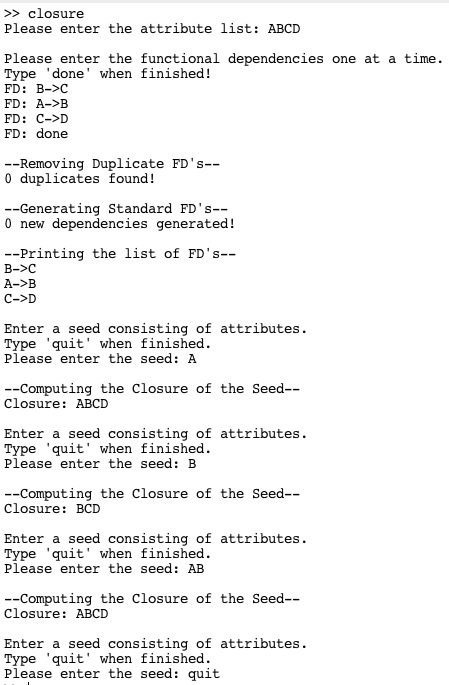 >> closure
Please enter the attribute list: ABCD
Please enter the functional dependencies one at a time.
Type 'done' when finished!
FD: B->C
FD: A->B
FD: C->D
FD: done
--Removing Duplicate FD's--
0 duplicates found!
--Generating Standard FD's--
0 new dependencies generated!
--Printing the list of FD's--
B->C
A->B
C->D
Enter a seed consisting of attributes.
Type 'quit' when finished.
Please enter the seed: A
--Computing the Closure of the Seed--
Closure: ABCD
Enter a seed consisting of attributes.
Type 'quit' when finished.
Please enter the seed: B
--Computing the Closure of the Seed--
Closure: BCD
Enter a seed consisting of attributes.
Type 'quit' when finished.
Please enter the seed: AB
--Computing the Closure of the Seed--
Closure: ABCD
Enter a seed consisting of attributes.
Type 'quit' when finished.
Please enter the seed: quit